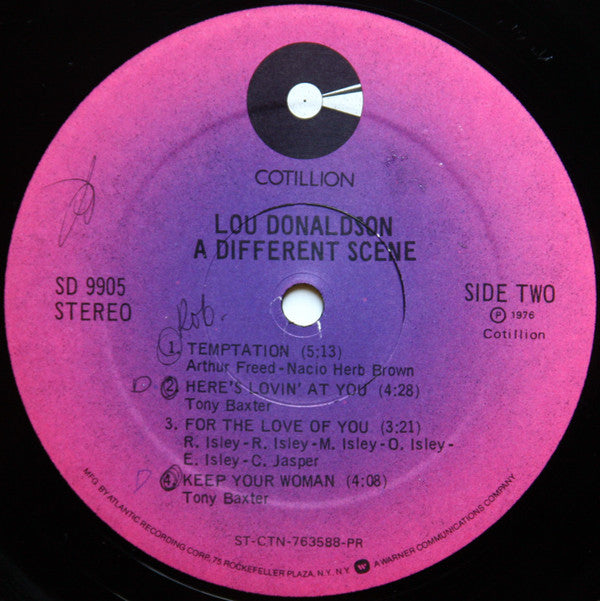 COTILLION
LOU DONALDSON
A DIFFERENT SCENE
SD 9905
STEREO
SIDE TWO
Ⓟ 1976
Cotillion
Rob.
1. TEMPTATION (5:13)
Arthur Freed-Nacio Herb Brown
D 2. HERE'S LOVIN' AT YOU (4:28)
Tony Baxter
3. FOR THE LOVE OF YOU (3:21)
R. Isley-R. Isley-M. Isley-O. Isley-
E. Isley-C. Jasper
D 4. KEEP YOUR WOMAN (4:08)
Tony Baxter
ST-CTN-763588-PR
MFG. BY ATLANTIC RECORDING CORP., 75 ROCKEFELLER PLAZA, N.Y. N.Y. W A WARNER COMMUNICATIONS COMPANY